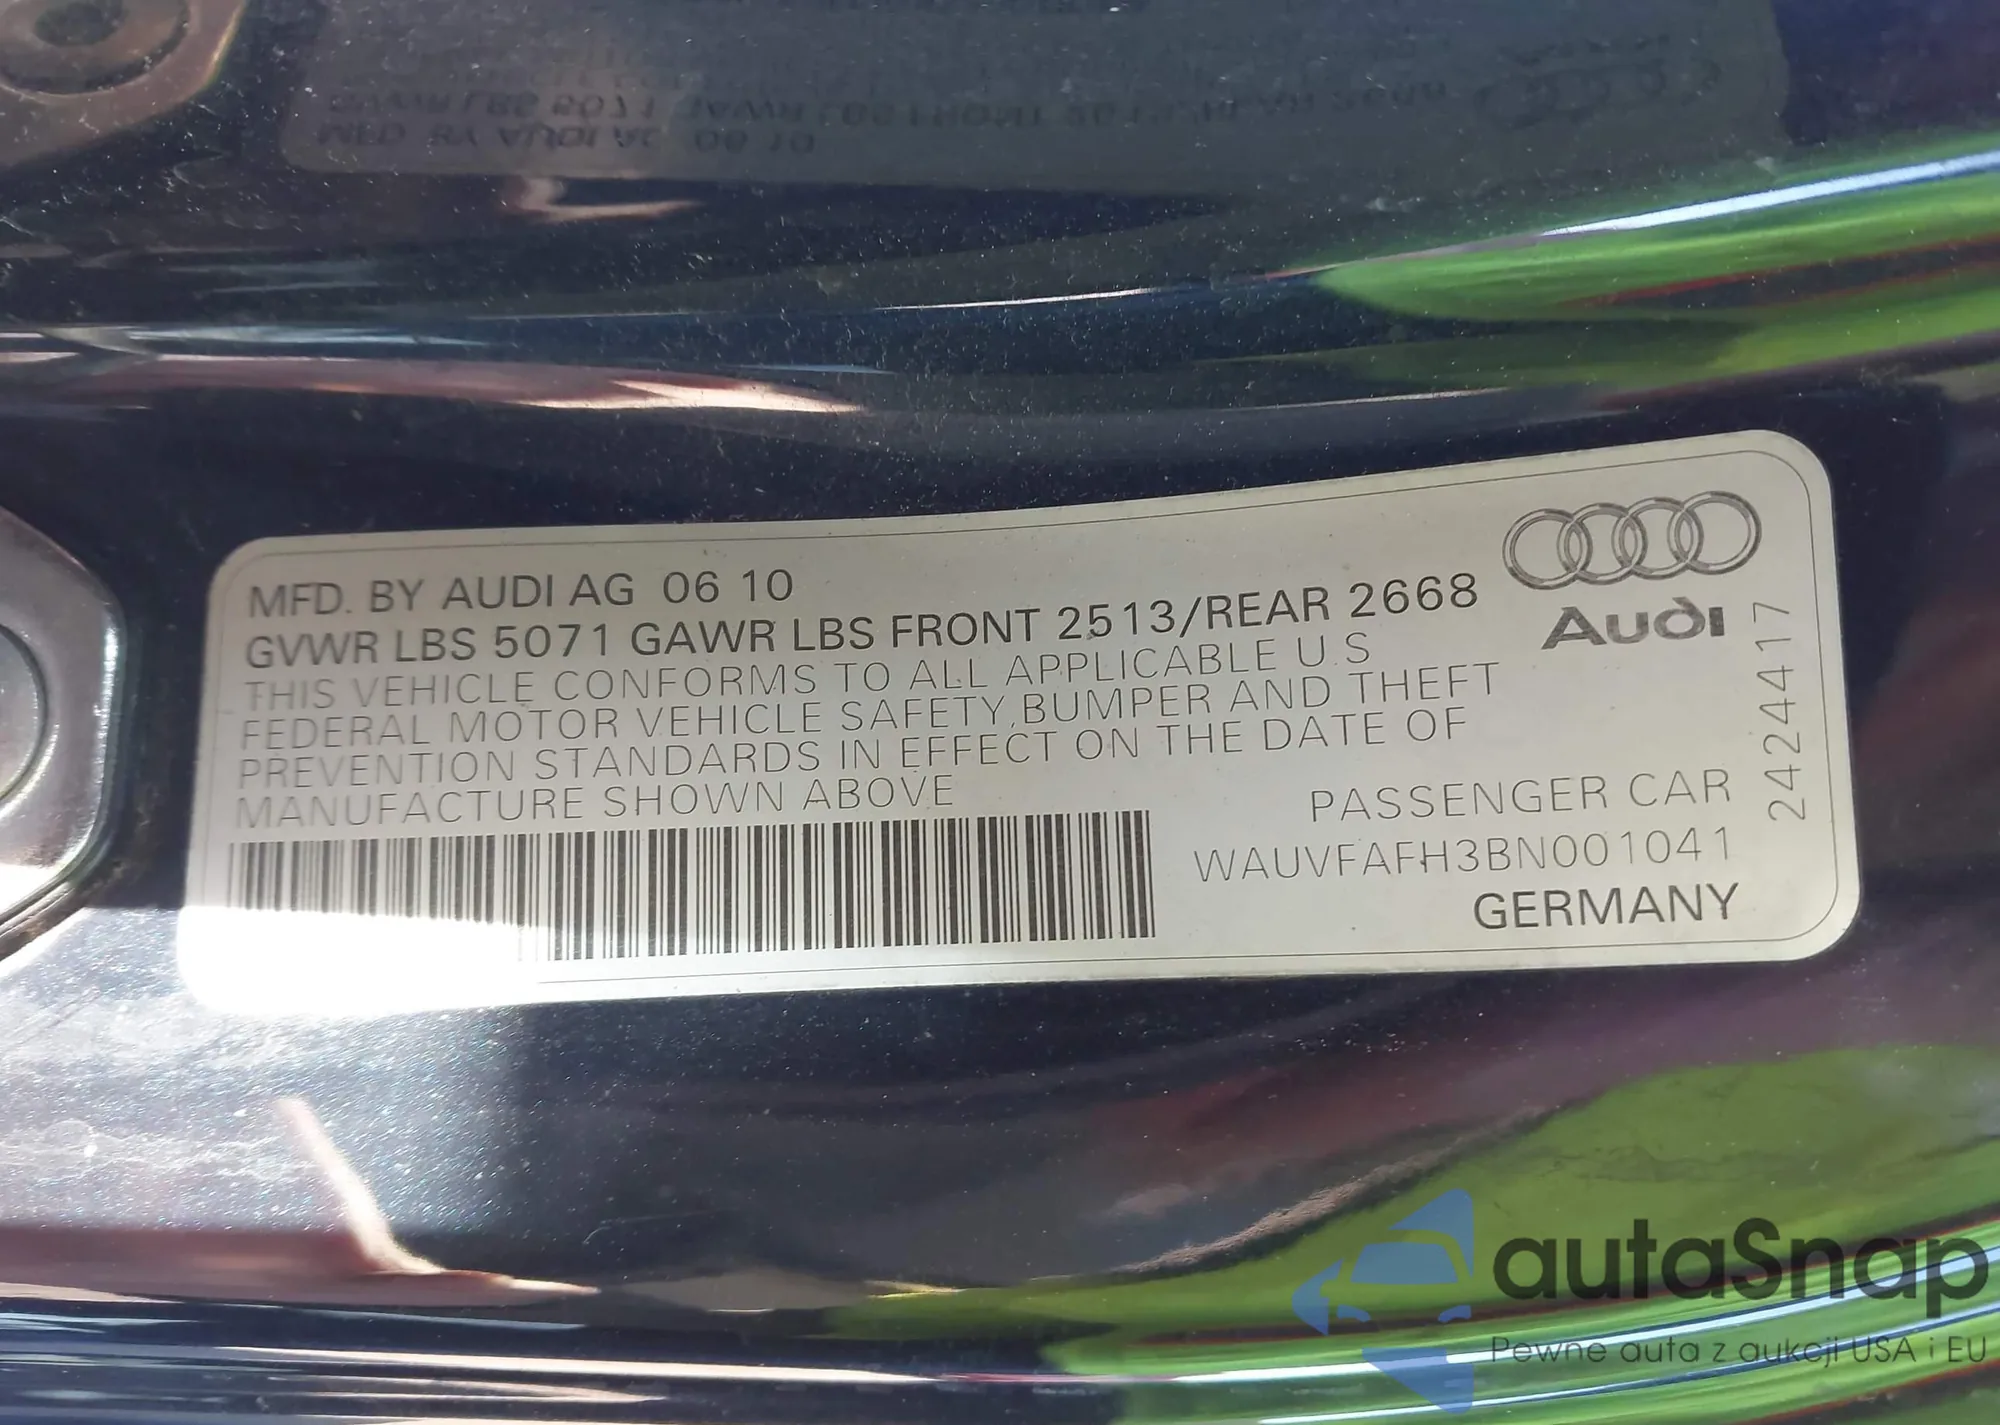 MFD. BY AUDI AG 06 10
GVWR LBS 5071 GAWR LBS FRONT 2513/REAR 2668
THIS VEHICLE CONFORMS TO ALL APPLICABLE U.S
FEDERAL MOTOR VEHICLE SAFETY, BUMPER AND THEFT
PREVENTION STANDARDS IN EFFECT ON THE DATE OF
MANUFACTURE SHOWN ABOVE
Audi
2424417
PASSENGER CAR
WAUVFAFH3BN001041
GERMANY
autaSnap
Pewne auta z aukcji USA i EU